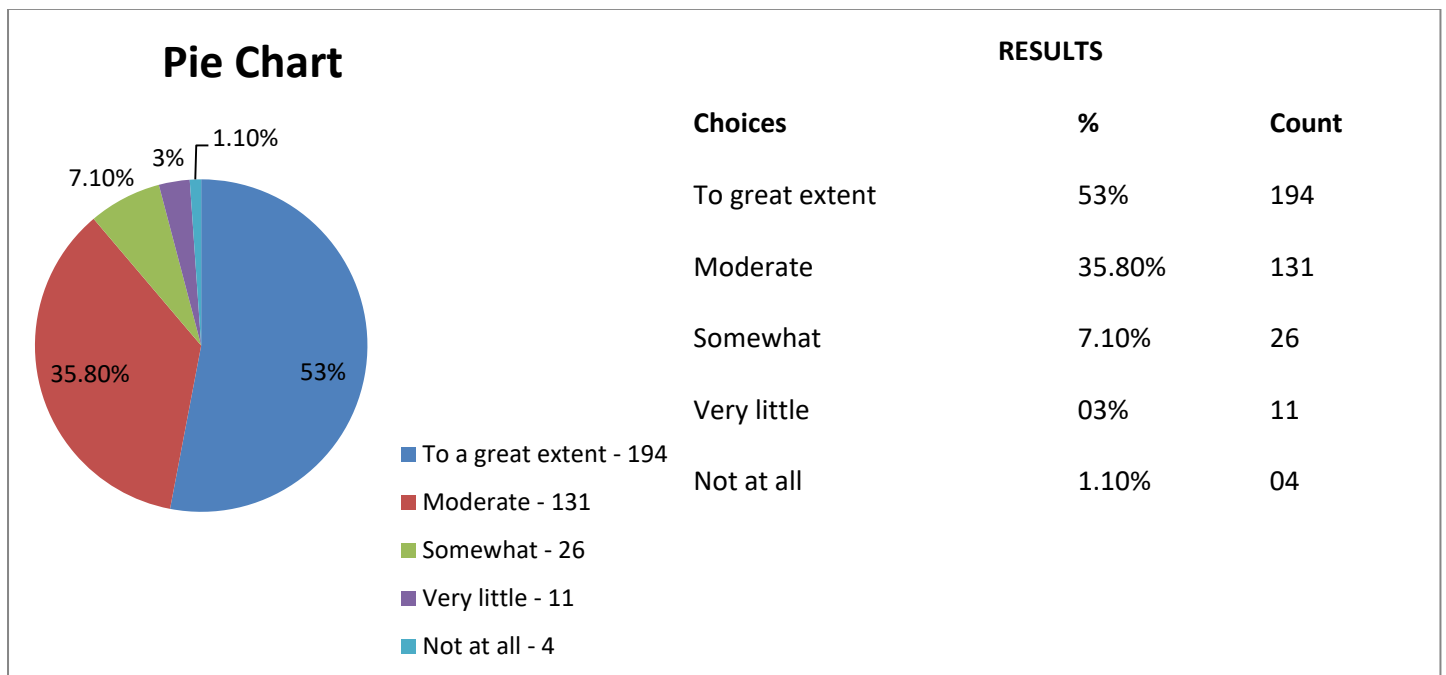 Pie Chart
1.10%
3%
7.10%
35.80%
53%
To a great extent - 194
Moderate - 131
Somewhat - 26
Very little - 11
Not at all - 4
RESULTS
Choices % Count
To great extent 53% 194
Moderate 35.80% 131
Somewhat 7.10% 26
Very little 03% 11
Not at all 1.10% 04